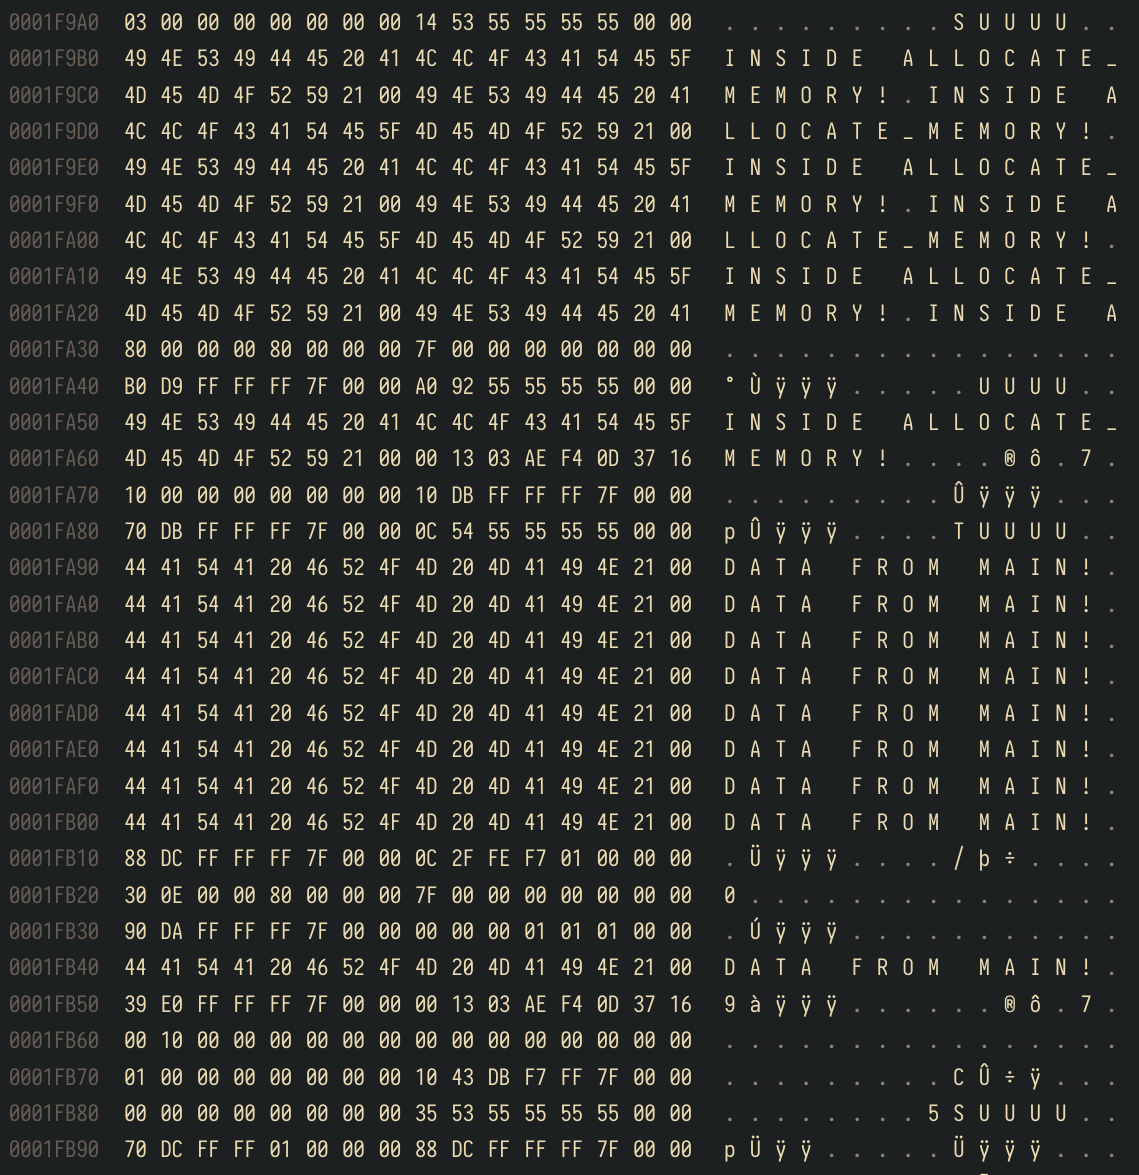 0001F9A0 03 00 00 00 00 00 00 00 14 53 55 55 55 55 00 00 . . . . . . . . . S U U U U . .
0001F9B0 49 4E 53 49 44 45 20 41 4C 4C 4F 43 41 54 45 5F I N S I D E   A L L O C A T E _
0001F9C0 4D 45 4D 4F 52 59 21 00 49 4E 53 49 44 45 20 41 M E M O R Y ! . I N S I D E   A
0001F9D0 4C 4C 4F 43 41 54 45 5F 4D 45 4D 4F 52 59 21 00 L L O C A T E _ M E M O R Y ! .
0001F9E0 49 4E 53 49 44 45 20 41 4C 4C 4F 43 41 54 45 5F I N S I D E   A L L O C A T E _
0001F9F0 4D 45 4D 4F 52 59 21 00 49 4E 53 49 44 45 20 41 M E M O R Y ! . I N S I D E   A
0001FA00 4C 4C 4F 43 41 54 45 5F 4D 45 4D 4F 52 59 21 00 L L O C A T E _ M E M O R Y ! .
0001FA10 49 4E 53 49 44 45 20 41 4C 4C 4F 43 41 54 45 5F I N S I D E   A L L O C A T E _
0001FA20 4D 45 4D 4F 52 59 21 00 49 4E 53 49 44 45 20 41 M E M O R Y ! . I N S I D E   A
0001FA30 80 00 00 00 80 00 00 00 7F 00 00 00 00 00 00 00 . . . . . . . . . . . . . . . .
0001FA40 B0 D9 FF FF FF 7F 00 00 A0 92 55 55 55 55 00 00 ° Ù ÿ ÿ ÿ . . . . . U U U U . .
0001FA50 49 4E 53 49 44 45 20 41 4C 4C 4F 43 41 54 45 5F I N S I D E   A L L O C A T E _
0001FA60 4D 45 4D 4F 52 59 21 00 00 13 03 AE F4 0D 37 16 M E M O R Y ! . . . . ® ô . 7 .
0001FA70 10 00 00 00 00 00 00 00 10 DB FF FF FF 7F 00 00 . . . . . . . . . Û ÿ ÿ ÿ . . .
0001FA80 70 DB FF FF FF 7F 00 00 0C 54 55 55 55 55 00 00 p Û ÿ ÿ ÿ . . . . T U U U U . .
0001FA90 44 41 54 41 20 46 52 4F 4D 20 4D 41 49 4E 21 00 D A T A   F R O M   M A I N ! .
0001FAA0 44 41 54 41 20 46 52 4F 4D 20 4D 41 49 4E 21 00 D A T A   F R O M   M A I N ! .
0001FAB0 44 41 54 41 20 46 52 4F 4D 20 4D 41 49 4E 21 00 D A T A   F R O M   M A I N ! .
0001FAC0 44 41 54 41 20 46 52 4F 4D 20 4D 41 49 4E 21 00 D A T A   F R O M   M A I N ! .
0001FAD0 44 41 54 41 20 46 52 4F 4D 20 4D 41 49 4E 21 00 D A T A   F R O M   M A I N ! .
0001FAE0 44 41 54 41 20 46 52 4F 4D 20 4D 41 49 4E 21 00 D A T A   F R O M   M A I N ! .
0001FAF0 44 41 54 41 20 46 52 4F 4D 20 4D 41 49 4E 21 00 D A T A   F R O M   M A I N ! .
0001FB00 44 41 54 41 20 46 52 4F 4D 20 4D 41 49 4E 21 00 D A T A   F R O M   M A I N ! .
0001FB10 88 DC FF FF FF 7F 00 00 0C 2F FE F7 01 00 00 00 . Ü ÿ ÿ ÿ . . . . / þ ÷ . . . .
0001FB20 30 0E 00 00 80 00 00 00 7F 00 00 00 00 00 00 00 0 . . . . . . . . . . . . . . .
0001FB30 90 DA FF FF FF 7F 00 00 00 00 00 01 01 01 00 00 . Ú ÿ ÿ ÿ . . . . . . . . . . .
0001FB40 44 41 54 41 20 46 52 4F 4D 20 4D 41 49 4E 21 00 D A T A   F R O M   M A I N ! .
0001FB50 39 E0 FF FF FF 7F 00 00 00 13 03 AE F4 0D 37 16 9 à ÿ ÿ ÿ . . . . . . ® ô . 7 .
0001FB60 00 10 00 00 00 00 00 00 00 00 00 00 00 00 00 00 . . . . . . . . . . . . . . . .
0001FB70 01 00 00 00 00 00 00 00 10 43 DB F7 FF 7F 00 00 . . . . . . . . . C Û ÷ ÿ . . .
0001FB80 00 00 00 00 00 00 00 00 35 53 55 55 55 55 00 00 . . . . . . . . 5 S U U U U . .
0001FB90 70 DC FF FF 01 00 00 00 88 DC FF FF FF 7F 00 00 p Ü ÿ ÿ . . . . . Ü ÿ ÿ ÿ . . .